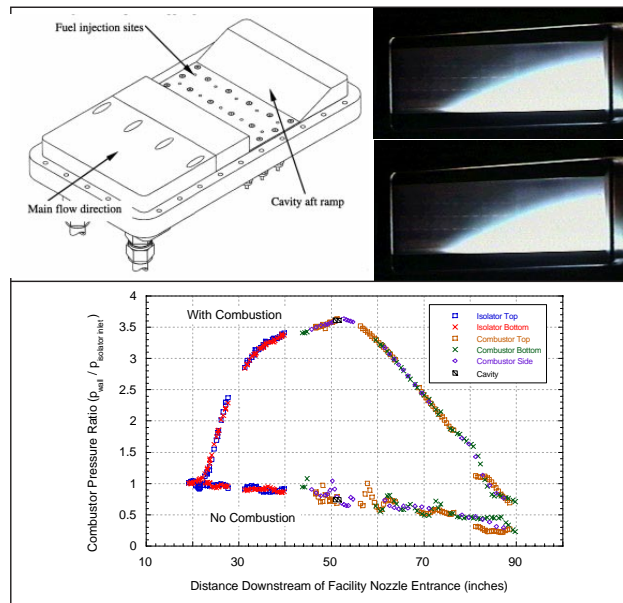 Fuel injection sites
Main flow direction
Cavity aft ramp
Combustor Pressure Ratio (p_wall / p_isolator inlet)
4
3.5
3
2.5
2
1.5
1
0.5
0
With Combustion
No Combustion
Isolator Top
Isolator Bottom
Combustor Top
Combustor Bottom
Combustor Side
Cavity
10 30 50 70 90
Distance Downstream of Facility Nozzle Entrance (inches)